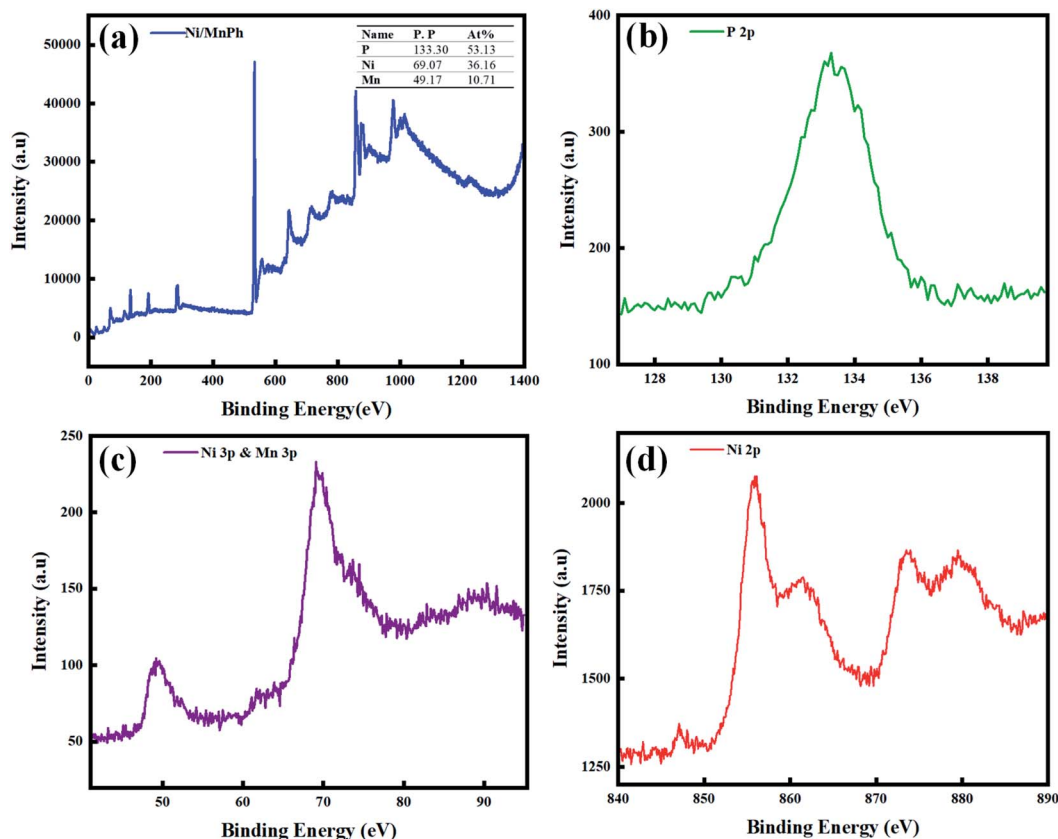 (a)
Ni/MnPh
Name P. P At%
P 133.30 53.13
Ni 69.07 36.16
Mn 49.17 10.71
50000
40000
30000
20000
10000
0
Intensity (a.u)
0 200 400 600 800 1000 1200 1400
Binding Energy(eV)
(b)
P 2p
400
300
200
100
Intensity (a.u)
128 130 132 134 136 138
Binding Energy (eV)
(c)
Ni 3p & Mn 3p
250
200
150
100
50
Intensity (a.u)
50 60 70 80 90
Binding Energy (eV)
(d)
Ni 2p
2000
1750
1500
1250
Intensity (a.u)
840 850 860 870 880 890
Binding Energy (eV)